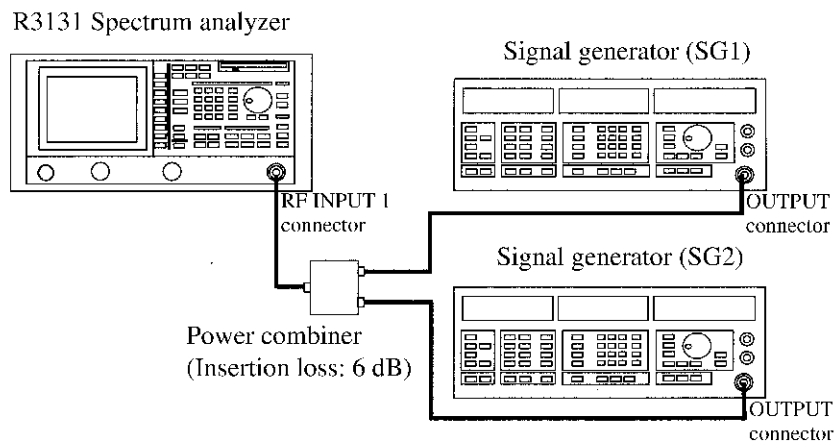 R3131 Spectrum analyzer
Signal generator (SG1)
RF INPUT 1
connector
OUTPUT
connector
Signal generator (SG2)
Power combiner
(Insertion loss: 6 dB)
OUTPUT
connector